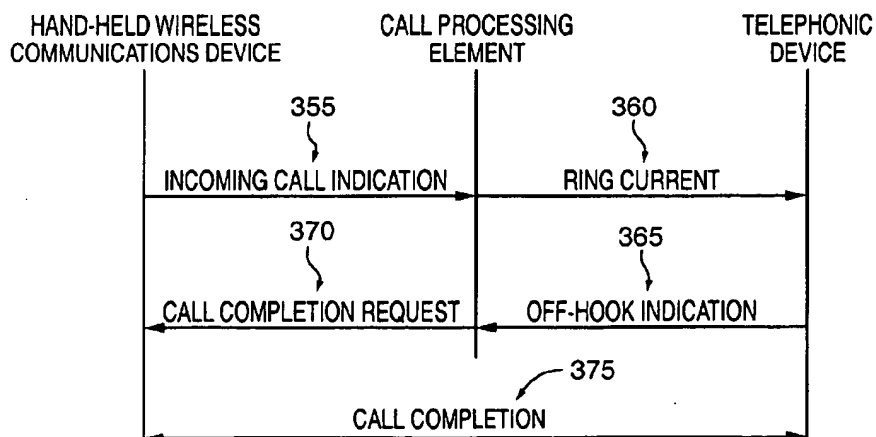 HAND-HELD WIRELESS
COMMUNICATIONS DEVICE
CALL PROCESSING
ELEMENT
TELEPHONIC
DEVICE
355
360
INCOMING CALL INDICATION
RING CURRENT
370
365
CALL COMPLETION REQUEST
OFF-HOOK INDICATION
375
CALL COMPLETION